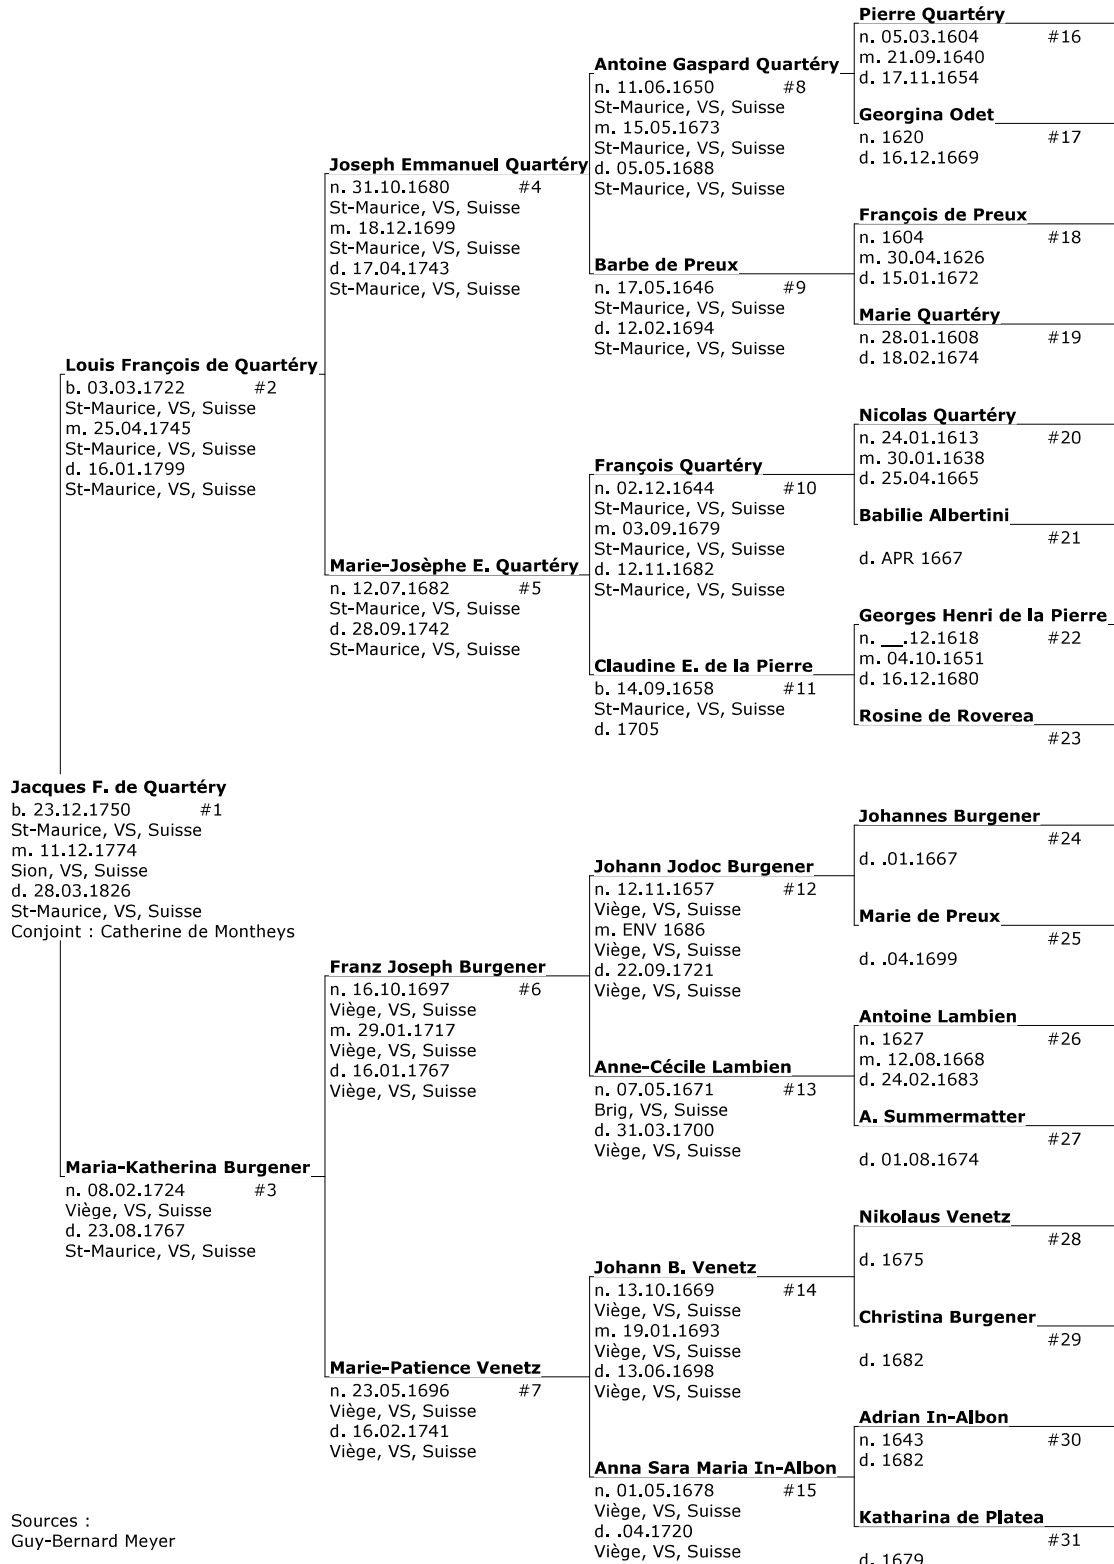 Pierre Quartéry
n. 05.03.1604 #16
m. 21.09.1640
d. 17.11.1654
Antoine Gaspard Quartéry
n. 11.06.1650 #8
St-Maurice, VS, Suisse
m. 15.05.1673
St-Maurice, VS, Suisse
d. 05.05.1688
St-Maurice, VS, Suisse
Georgina Odet
n. 1620 #17
d. 16.12.1669
Joseph Emmanuel Quartéry
n. 31.10.1680 #4
St-Maurice, VS, Suisse
m. 18.12.1699
St-Maurice, VS, Suisse
d. 17.04.1743
St-Maurice, VS, Suisse
François de Preux
n. 1604 #18
m. 30.04.1626
d. 15.01.1672
Barbe de Preux
n. 17.05.1646 #9
St-Maurice, VS, Suisse
d. 12.02.1694
St-Maurice, VS, Suisse
Marie Quartéry
n. 28.01.1608 #19
d. 18.02.1674
Louis François de Quartéry
b. 03.03.1722 #2
St-Maurice, VS, Suisse
m. 25.04.1745
St-Maurice, VS, Suisse
d. 16.01.1799
St-Maurice, VS, Suisse
Nicolas Quartéry
n. 24.01.1613 #20
m. 30.01.1638
d. 25.04.1665
François Quartéry
n. 02.12.1644 #10
St-Maurice, VS, Suisse
m. 03.09.1679
St-Maurice, VS, Suisse
d. 12.11.1682
St-Maurice, VS, Suisse
Babilie Albertini
#21
d. APR 1667
Marie-Josèphe E. Quartéry
n. 12.07.1682 #5
St-Maurice, VS, Suisse
d. 28.09.1742
St-Maurice, VS, Suisse
Georges Henri de la Pierre
n. __.12.1618 #22
m. 04.10.1651
d. 16.12.1680
Claudine E. de la Pierre
b. 14.09.1658 #11
St-Maurice, VS, Suisse
d. 1705
Rosine de Roverea
#23
Jacques F. de Quartéry
b. 23.12.1750 #1
St-Maurice, VS, Suisse
m. 11.12.1774
Sion, VS, Suisse
d. 28.03.1826
St-Maurice, VS, Suisse
Conjoint : Catherine de Montheys
Johannes Burgener
#24
d. .01.1667
Johann Jodoc Burgener
n. 12.11.1657 #12
Viège, VS, Suisse
m. ENV 1686
Viège, VS, Suisse
d. 22.09.1721
Viège, VS, Suisse
Marie de Preux
#25
d. .04.1699
Franz Joseph Burgener
n. 16.10.1697 #6
Viège, VS, Suisse
m. 29.01.1717
Viège, VS, Suisse
d. 16.01.1767
Viège, VS, Suisse
Antoine Lambien
n. 1627 #26
m. 12.08.1668
d. 24.02.1683
Anne-Cécile Lambien
n. 07.05.1671 #13
Brig, VS, Suisse
d. 31.03.1700
Viège, VS, Suisse
A. Summermatter
#27
d. 01.08.1674
Maria-Katherina Burgener
n. 08.02.1724 #3
Viège, VS, Suisse
d. 23.08.1767
St-Maurice, VS, Suisse
Nikolaus Venetz
#28
d. 1675
Johann B. Venetz
n. 13.10.1669 #14
Viège, VS, Suisse
m. 19.01.1693
Viège, VS, Suisse
d. 13.06.1698
Viège, VS, Suisse
Christina Burgener
#29
d. 1682
Marie-Patience Venetz
n. 23.05.1696 #7
Viège, VS, Suisse
d. 16.02.1741
Viège, VS, Suisse
Adrian In-Albon
n. 1643 #30
d. 1682
Anna Sara Maria In-Albon
n. 01.05.1678 #15
Viège, VS, Suisse
d. .04.1720
Viège, VS, Suisse
Katharina de Platea
#31
d. 1679
Sources :
Guy-Bernard Meyer